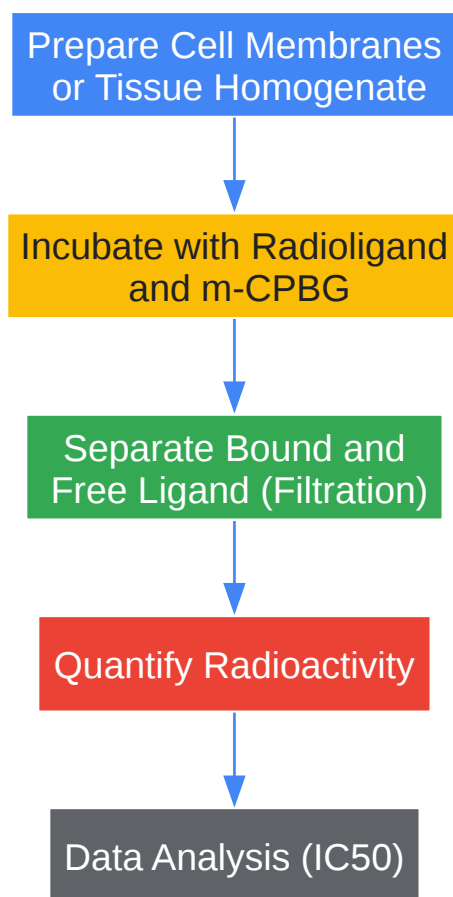 Prepare Cell Membranes
or Tissue Homogenate
Incubate with Radioligand
and m-CPBG
Separate Bound and
Free Ligand (Filtration)
Quantify Radioactivity
Data Analysis (IC50)